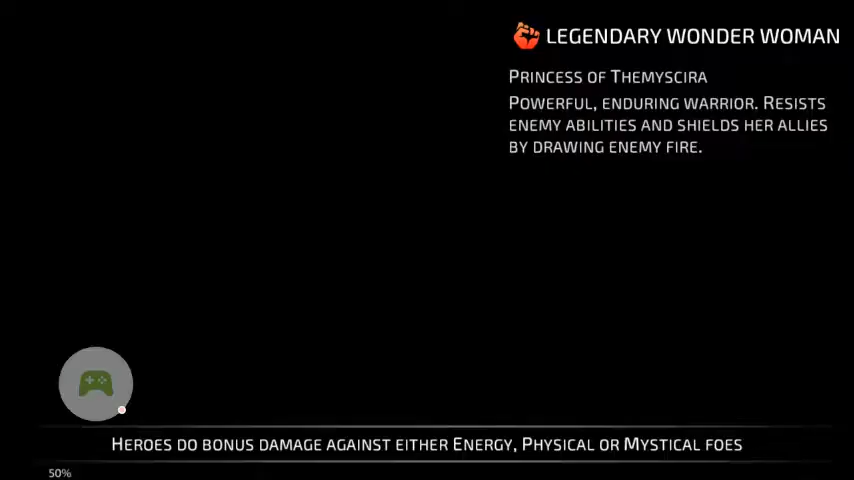 LEGENDARY WONDER WOMAN
PRINCESS OF THEMYSCIRA
POWERFUL, ENDURING WARRIOR. RESISTS
ENEMY ABILITIES AND SHIELDS HER ALLIES
BY DRAWING ENEMY FIRE.
HEROES DO BONUS DAMAGE AGAINST EITHER ENERGY, PHYSICAL OR MYSTICAL FOES
50%